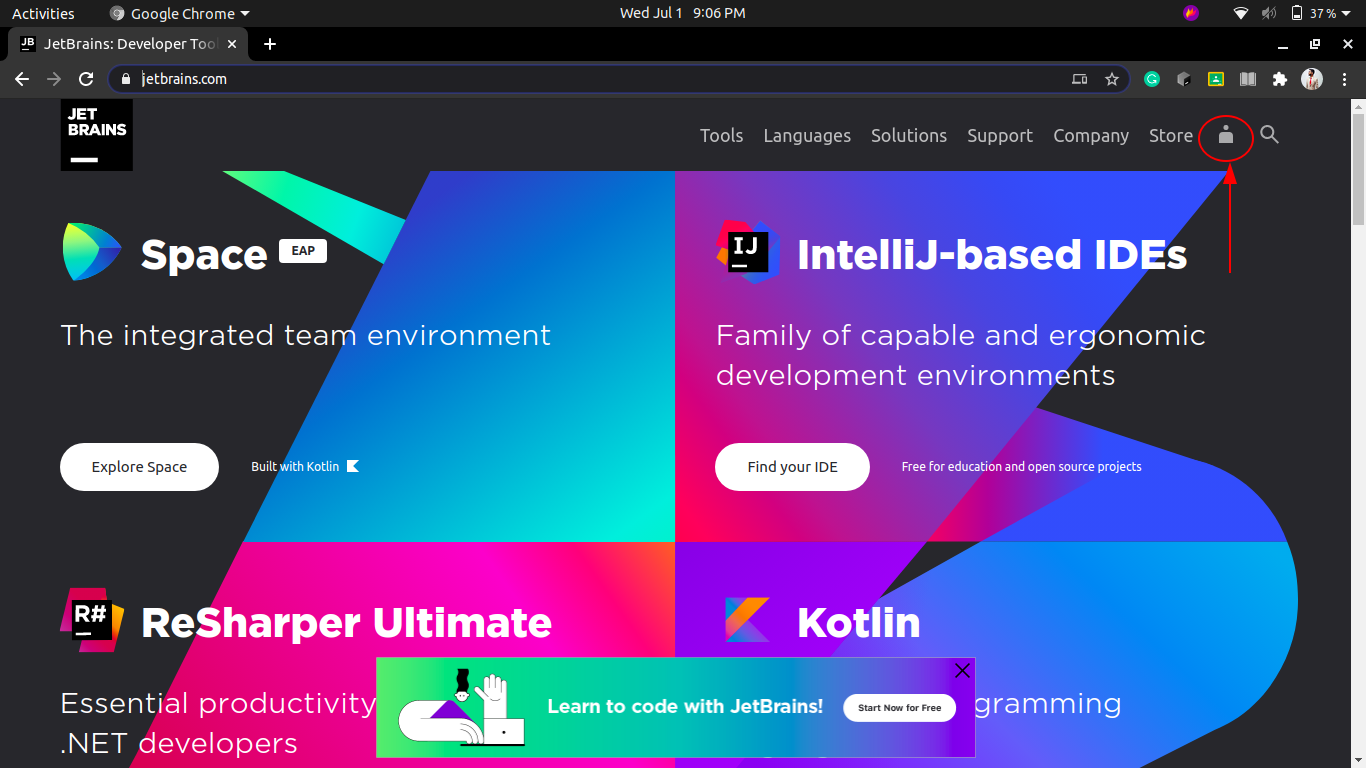 Activities
Google Chrome
Wed Jul 1 9:06 PM
37 %
JB
JetBrains: Developer Tool
jetbrains.com
JET
BRAINS
Tools
Languages
Solutions
Support
Company
Store
Space
EAP
The integrated team environment
Explore Space
Built with Kotlin
IJ
IntelliJ-based IDEs
Family of capable and ergonomic
development environments
Find your IDE
Free for education and open source projects
R#
ReSharper Ultimate
Essential productivity
.NET developers
Kotlin
gramming
Learn to code with JetBrains!
Start Now for Free